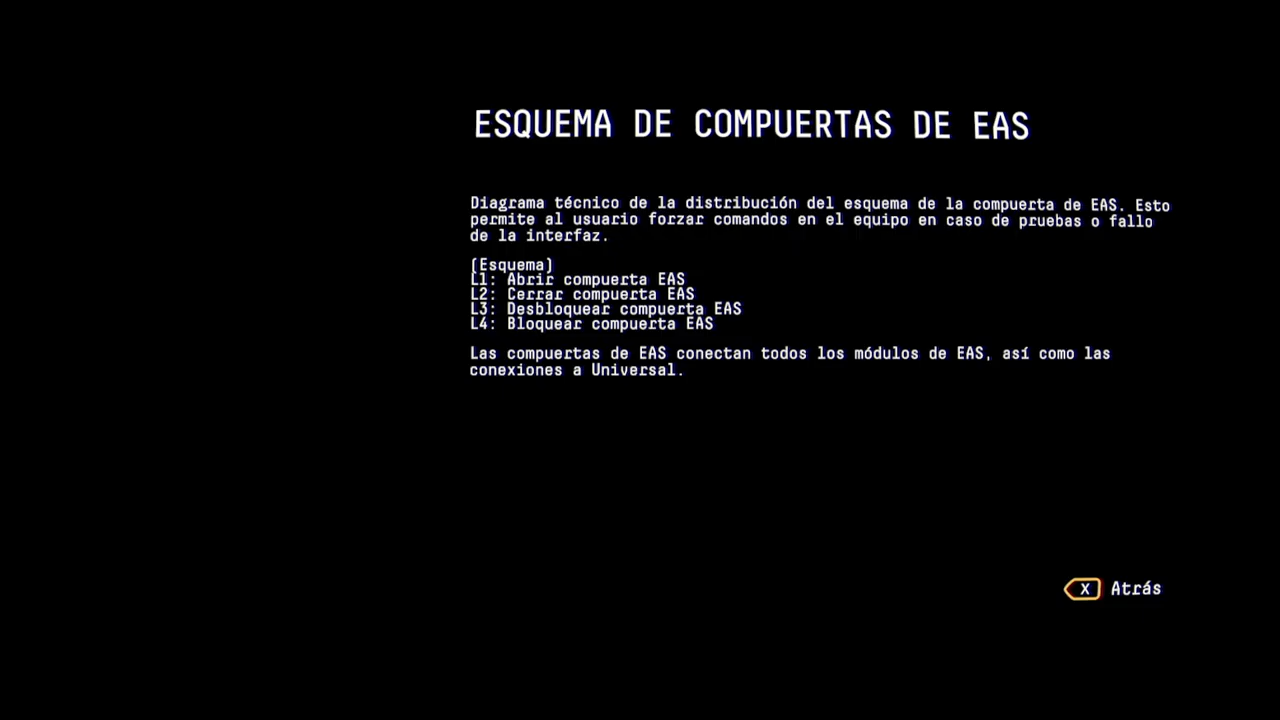 ESQUEMA DE COMPUERTAS DE EAS
Diagrama técnico de la distribución del esquema de la compuerta de EAS. Esto
permite al usuario forzar comandos en el equipo en caso de pruebas o fallo
de la interfaz.
(Esquema)
L1: Abrir compuerta EAS
L2: Cerrar compuerta EAS
L3: Desbloquear compuerta EAS
L4: Bloquear compuerta EAS
Las compuertas de EAS conectan todos los módulos de EAS, así como las
conexiones a Universal.
X Atrás